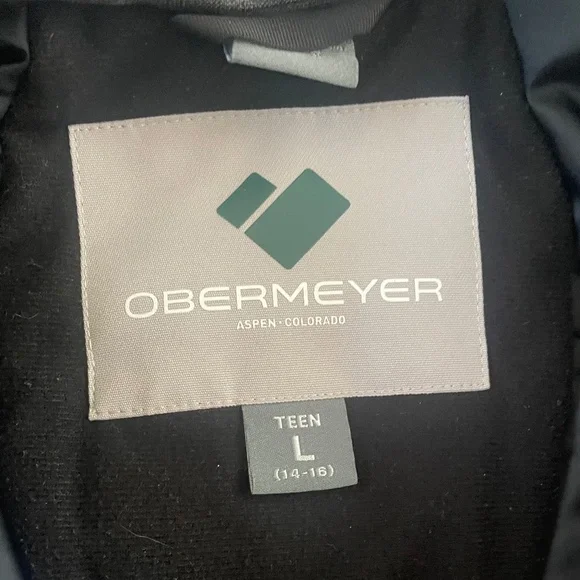 OBERMEYER
ASPEN · COLORADO
TEEN
L
(14-16)